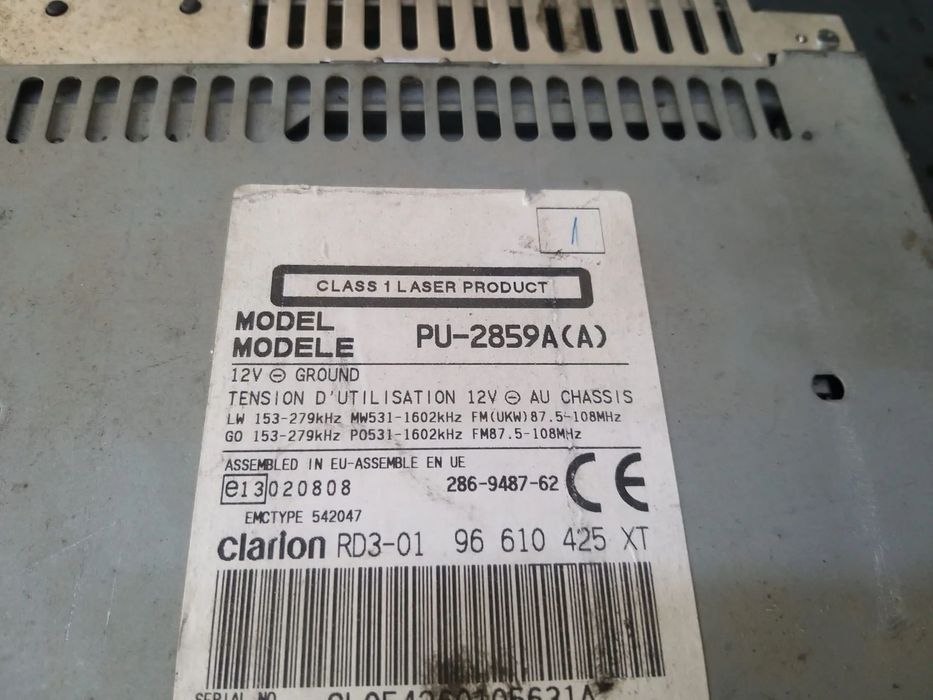 1
CLASS 1 LASER PRODUCT
MODEL
MODELE PU-2859A(A)
12V ⊖ GROUND
TENSION D'UTILISATION 12V ⊖ AU CHASSIS
LW 153-279kHz MW531-1602kHz FM(UKW)87.5-108MHz
GO 153-279kHz PO531-1602kHz FM87.5-108MHz
ASSEMBLED IN EU-ASSEMBLE EN UE
e13 020808 286-9487-62 CE
EMCTYPE 542047
clarion RD3-01 96 610 425 XT
SERIAL NO